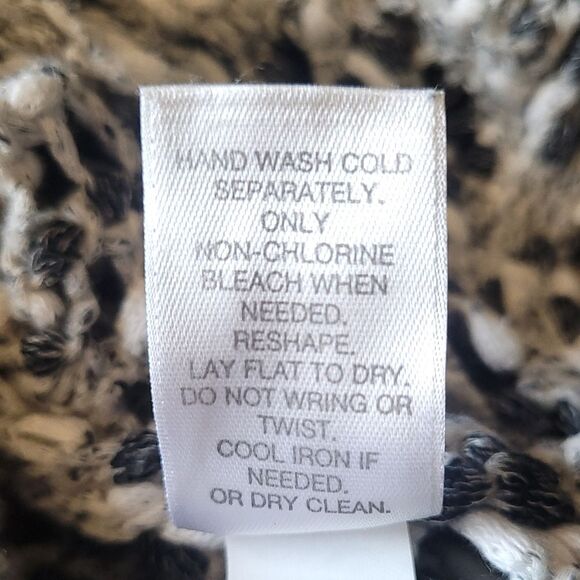 HAND WASH COLD
SEPARATELY.
ONLY
NON-CHLORINE
BLEACH WHEN
NEEDED.
RESHAPE.
LAY FLAT TO DRY.
DO NOT WRING OR
TWIST.
COOL IRON IF
NEEDED.
OR DRY CLEAN.